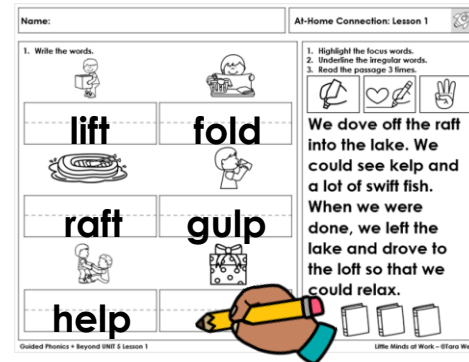 Name:
At-Home Connection: Lesson 1
1. Write the words.
lift
fold
raft
gulp
help
1. Highlight the focus words.
2. Underline the irregular words.
3. Read the passage 3 times.
We dove off the raft
into the lake. We
could see kelp and
a lot of swift fish.
When we were
done, we left the
lake and drove to
the loft so that we
could relax.
Guided Phonics + Beyond UNIT 5 Lesson 1
Little Minds at Work – @Tara